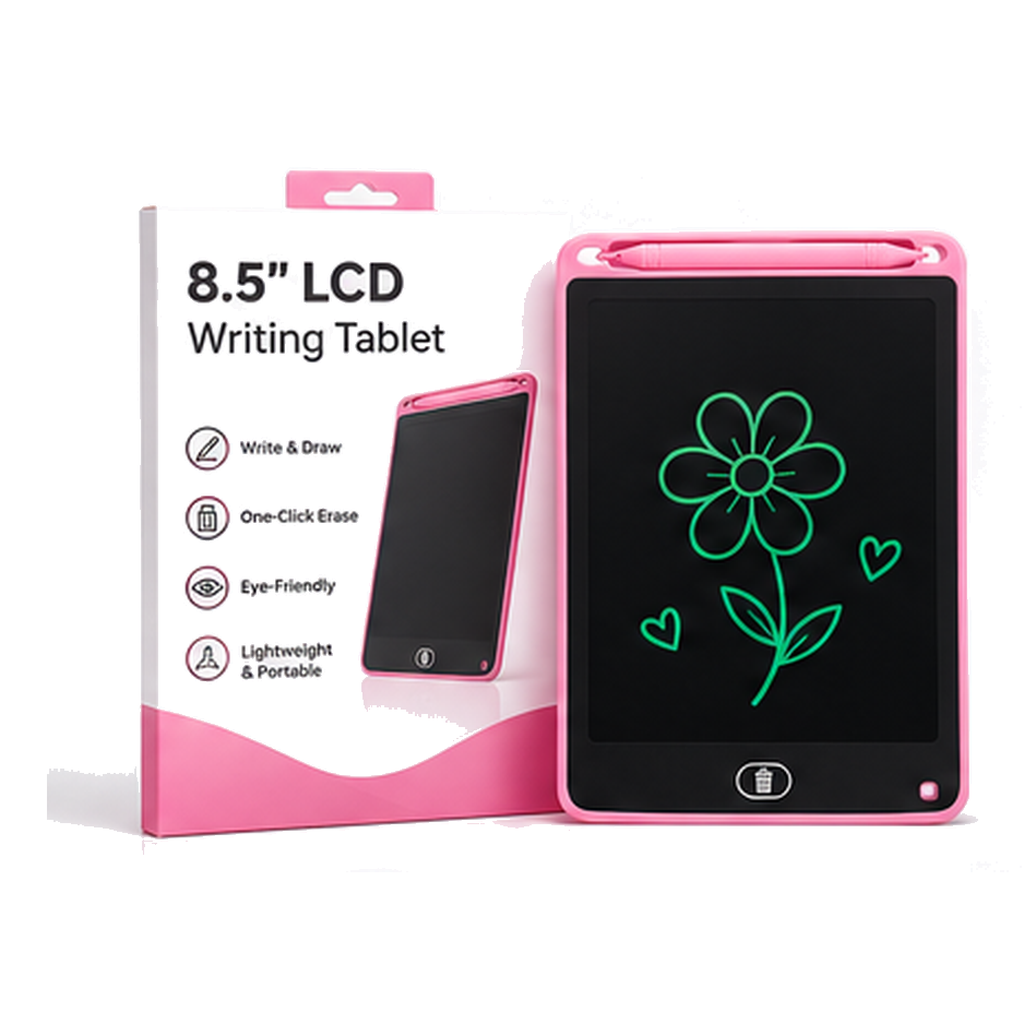 8.5” LCD
Writing Tablet
Write & Draw
One-Click Erase
Eye-Friendly
Lightweight
& Portable